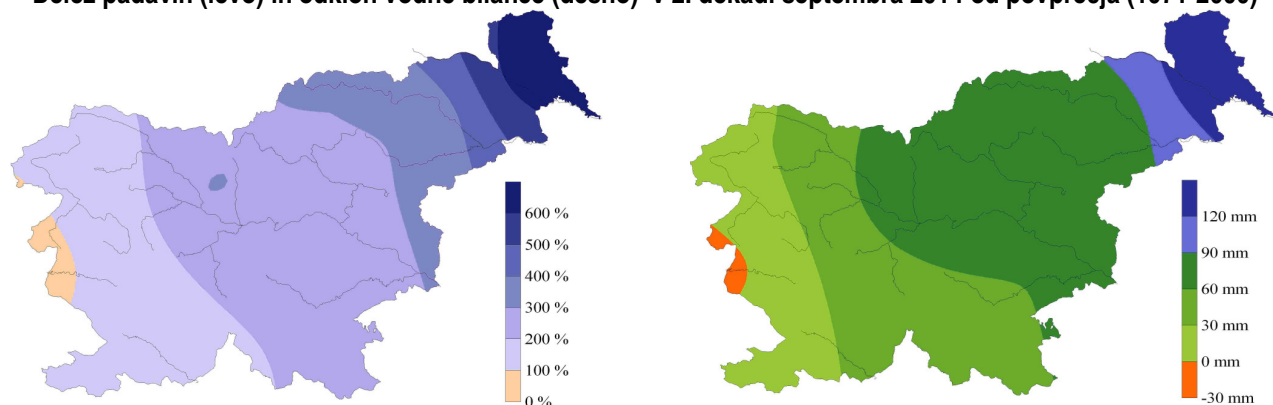 Delež padavin (levo) in odklon vodne bilance (desno) v 2. dekadi septembra 2014 od povprečja (1971-2000)
600 %
500 %
400 %
300 %
200 %
100 %
0 %
120 mm
90 mm
60 mm
30 mm
0 mm
-30 mm